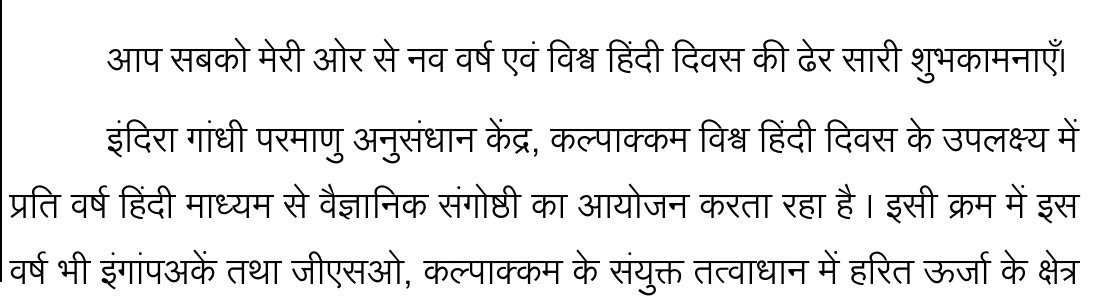 आप सबको मेरी ओर से नव वर्ष एवं विश्व हिंदी दिवस की ढेर सारी शुभकामनाएँ।
इंदिरा गांधी परमाणु अनुसंधान केंद्र, कल्पाक्कम विश्व हिंदी दिवस के उपलक्ष्य में
प्रति वर्ष हिंदी माध्यम से वैज्ञानिक संगोष्ठी का आयोजन करता रहा है । इसी क्रम में इस
वर्ष भी इंगांपअकें तथा जीएसओ, कल्पाक्कम के संयुक्त तत्वाधान में हरित ऊर्जा के क्षेत्र